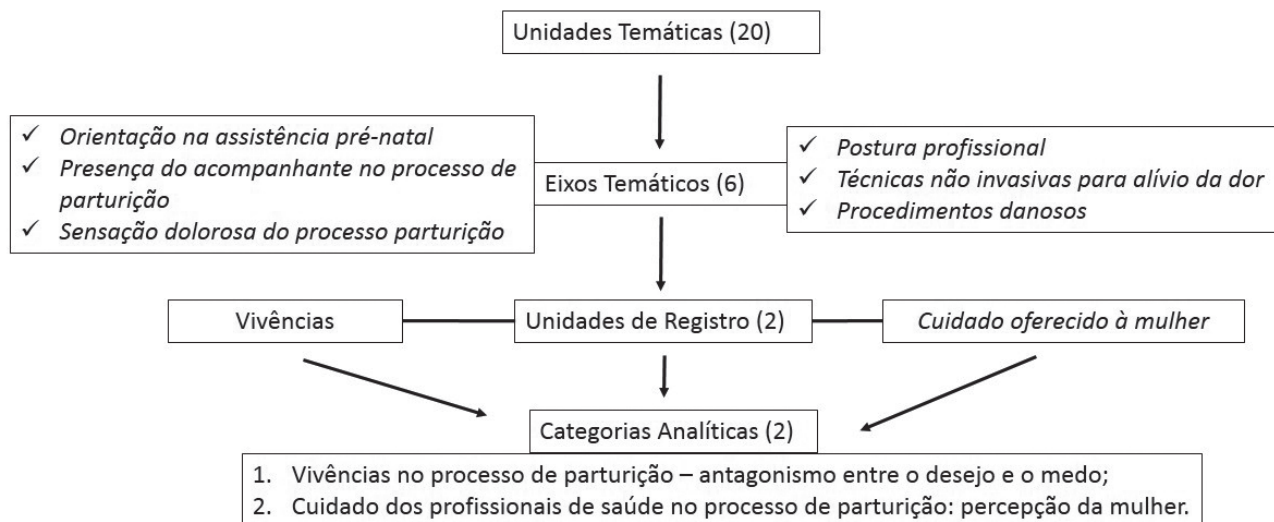 Unidades Temáticas (20)
✓ Orientação na assistência pré-natal
✓ Presença do acompanhante no processo de
parturição
✓ Sensação dolorosa do processo parturição
Eixos Temáticos (6)
✓ Postura profissional
✓ Técnicas não invasivas para alívio da dor
✓ Procedimentos danosos
Vivências
Unidades de Registro (2)
Cuidado oferecido à mulher
Categorias Analíticas (2)
1. Vivências no processo de parturição – antagonismo entre o desejo e o medo;
2. Cuidado dos profissionais de saúde no processo de parturição: percepção da mulher.